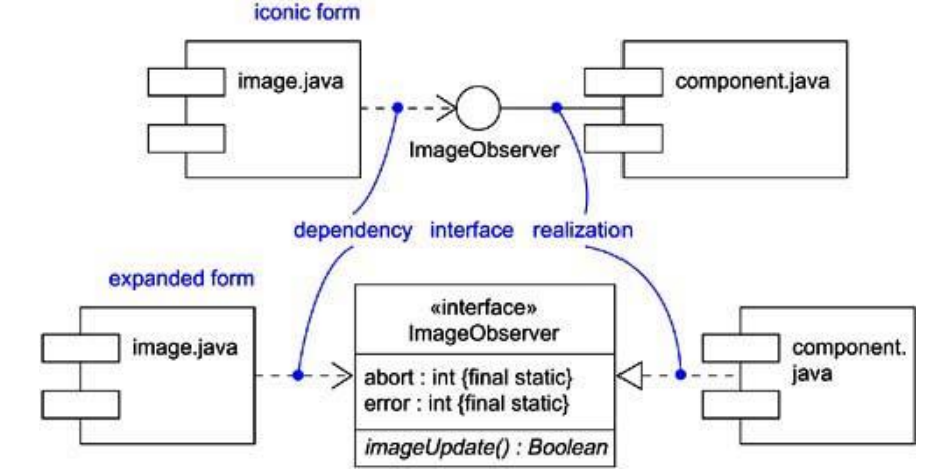 iconic form
image.java
component.java
ImageObserver
dependency interface realization
expanded form
«interface»
ImageObserver
image.java
component.
java
abort : int {final static}
error : int {final static}
imageUpdate() : Boolean